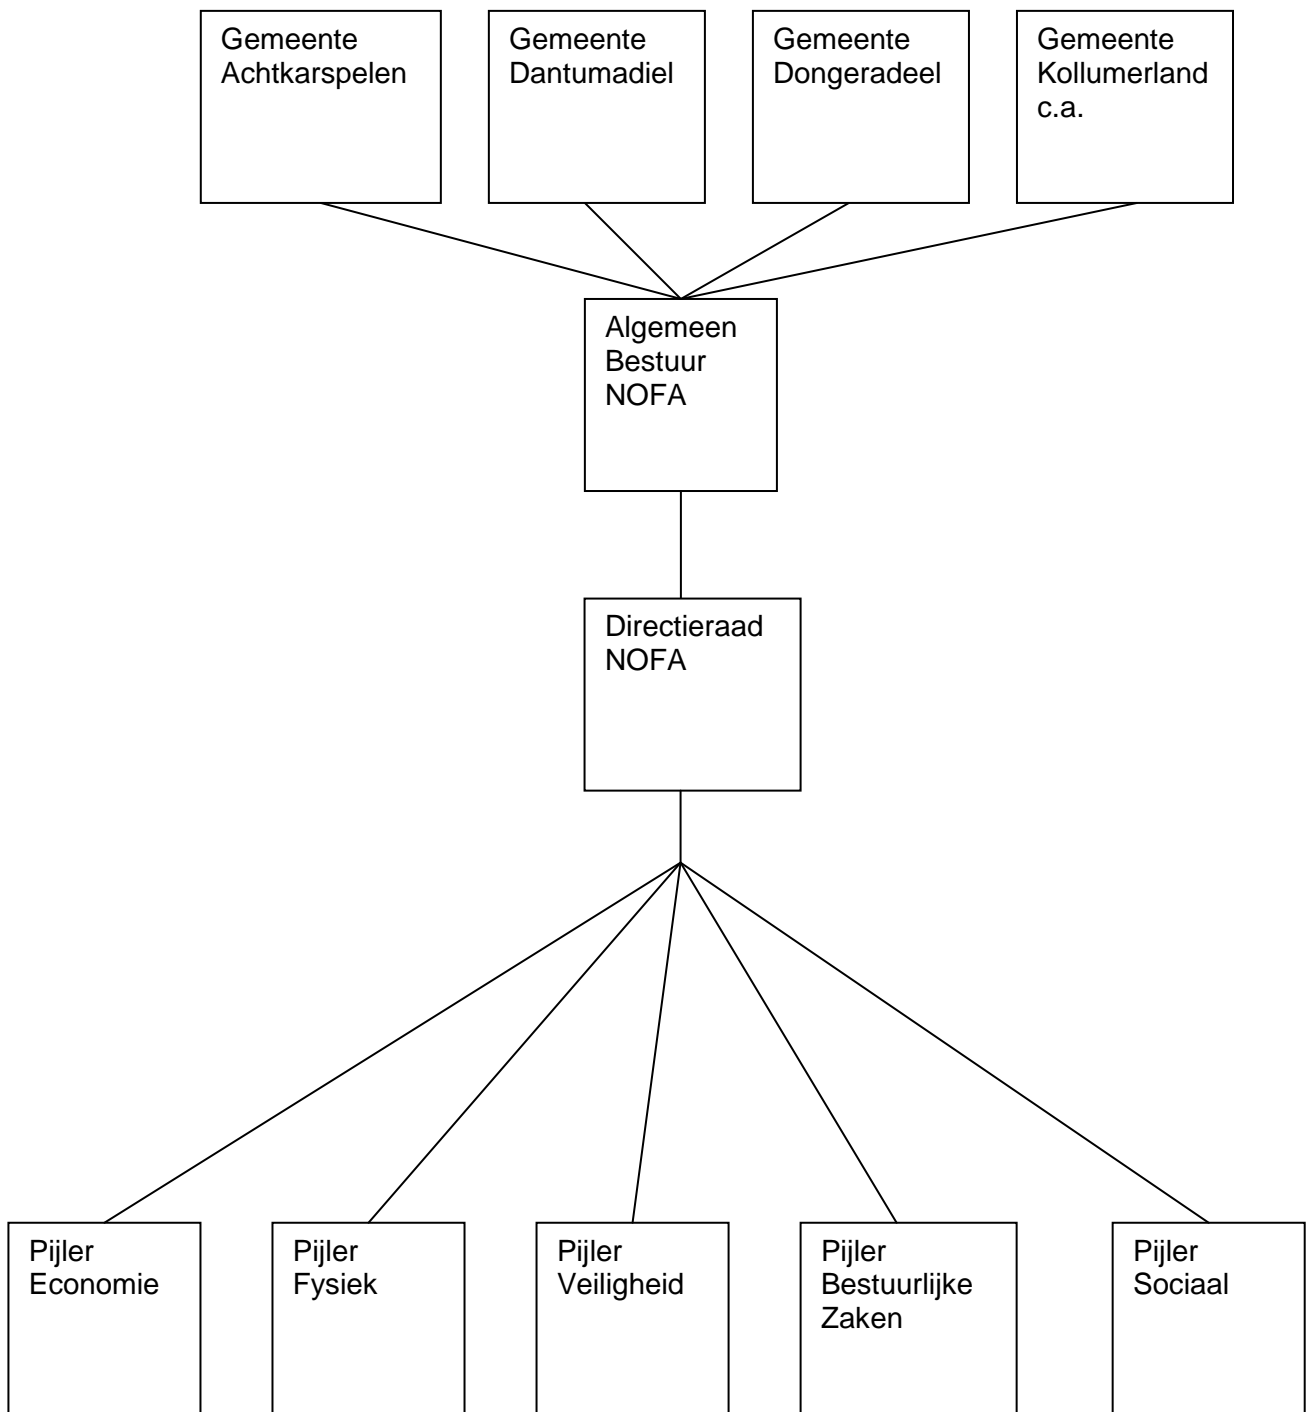 Gemeente
Achtkarspelen
Gemeente
Dantumadiel
Gemeente
Dongeradeel
Gemeente
Kollumerland
c.a.
Algemeen
Bestuur
NOFA
Directieraad
NOFA
Pijler
Economie
Pijler
Fysiek
Pijler
Veiligheid
Pijler
Bestuurlijke
Zaken
Pijler
Sociaal